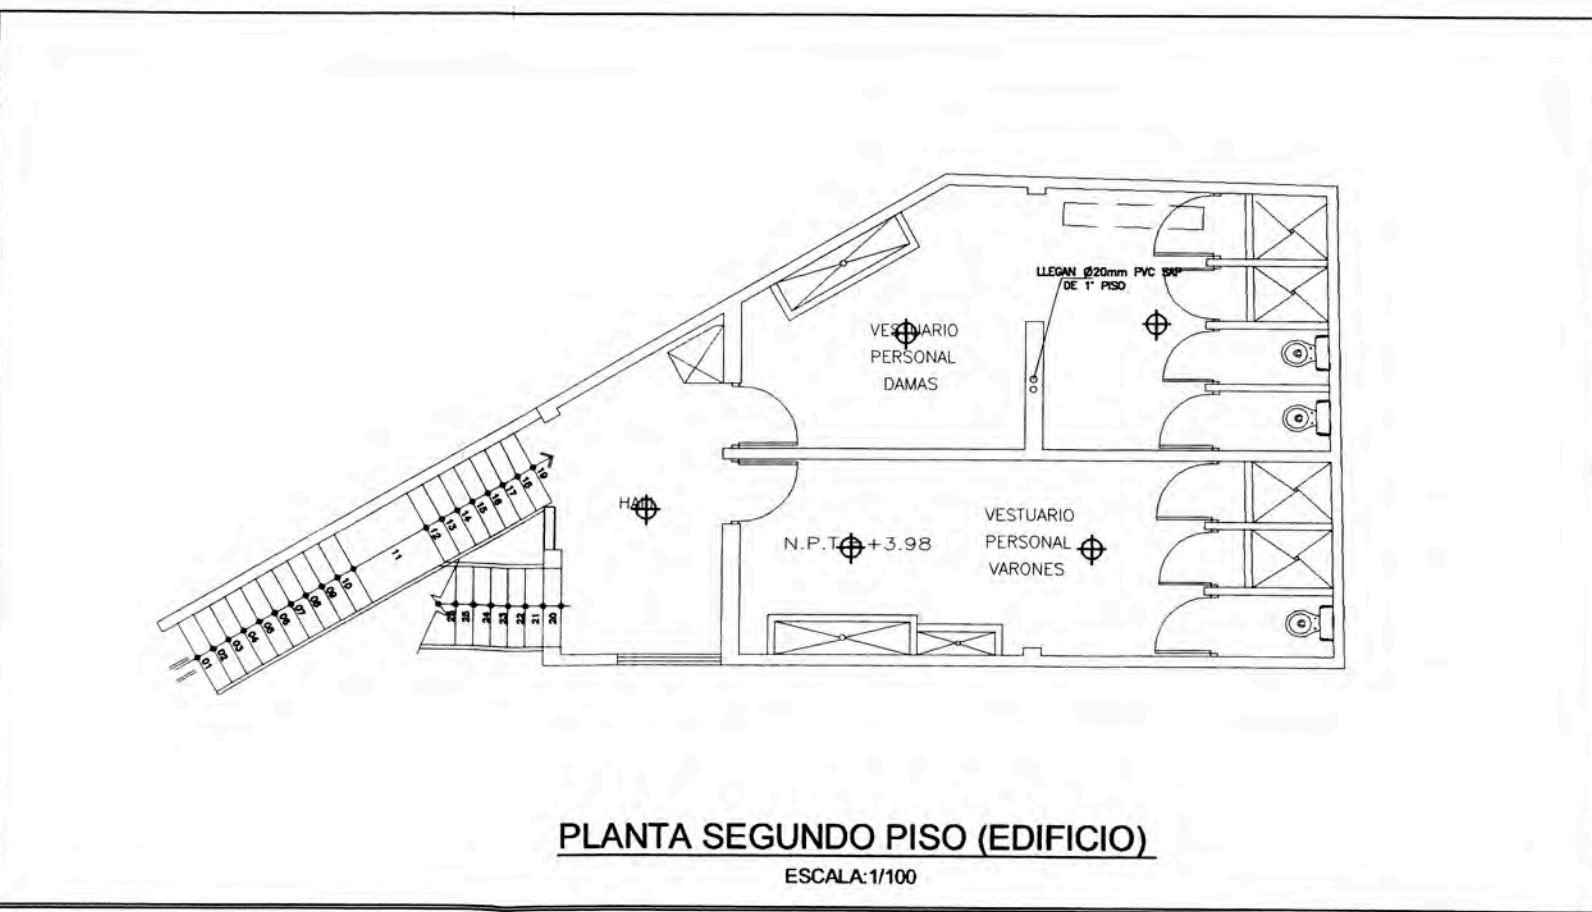 LLEGAN Ø20mm PVC SAP
DE 1° PISO
VESTUARIO
PERSONAL
DAMAS
HALL
N.P.T. +3.98
VESTUARIO
PERSONAL
VARONES
01
02
03
04
05
06
07
08
09
10
11
12
13
14
15
16
17
18
19
26
25
24
23
22
21
20
PLANTA SEGUNDO PISO (EDIFICIO)
ESCALA:1/100